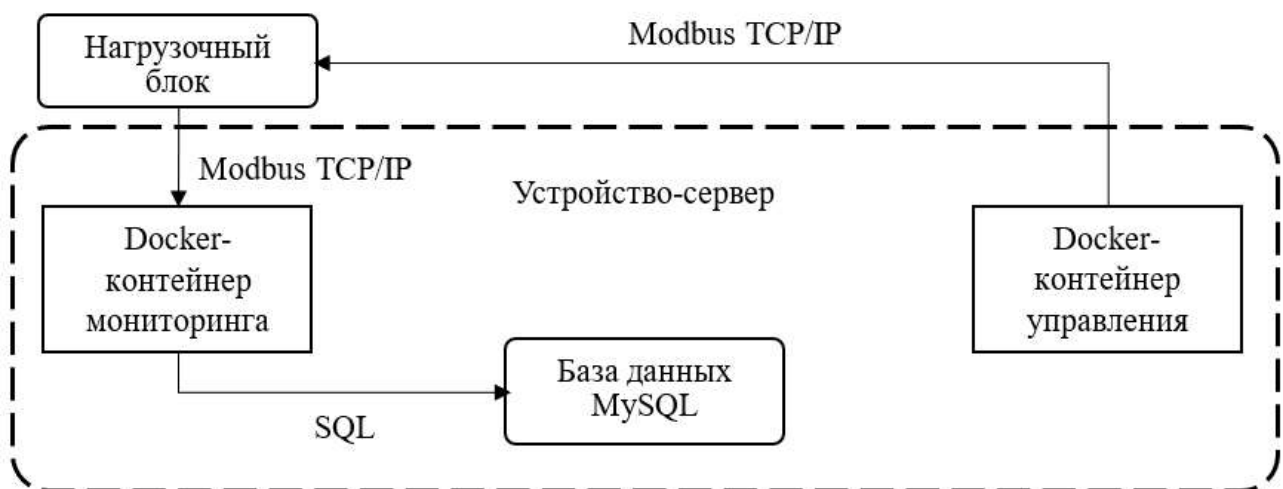 Нагрузочный
блок
Modbus TCP/IP
Modbus TCP/IP
Устройство-сервер
Docker-
контейнер
мониторинга
Docker-
контейнер
управления
База данных
MySQL
SQL